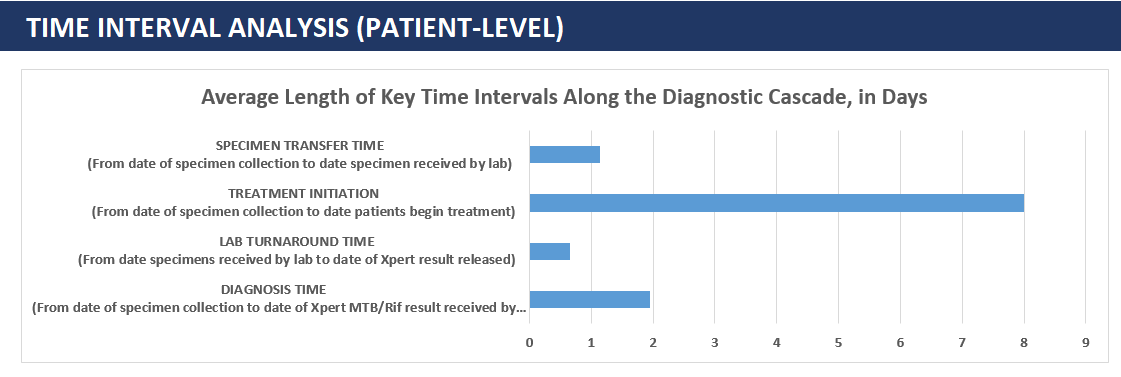 TIME INTERVAL ANALYSIS (PATIENT-LEVEL)
Average Length of Key Time Intervals Along the Diagnostic Cascade, in Days
SPECIMEN TRANSFER TIME
(From date of specimen collection to date specimen received by lab)
TREATMENT INITIATION
(From date of specimen collection to date patients begin treatment)
LAB TURNAROUND TIME
(From date specimens received by lab to date of Xpert result released)
DIAGNOSIS TIME
(From date of specimen collection to date of Xpert MTB/Rif result received by...
0 1 2 3 4 5 6 7 8 9